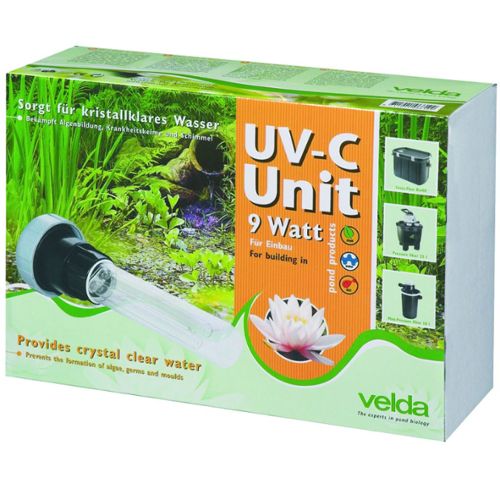 velda
Sorgt für kristallklares Wasser
Bekämpft Algenbildung, Krankheitskeime und Schimmel
UV-C
Unit
9 Watt
Für Einbau
For building in
pond products
Provides crystal clear water
Prevents the formation of algae, germs and moulds
velda
The experts in pond biology